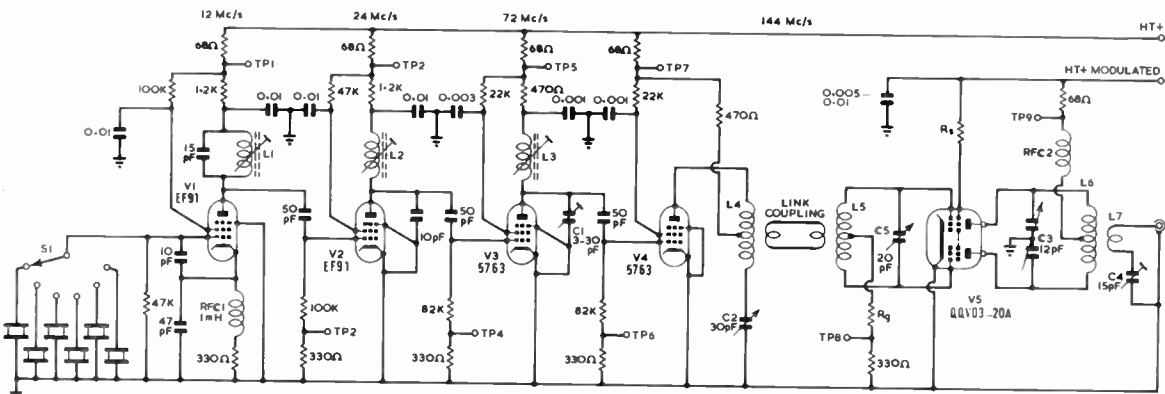 12 Mc/s
24 Mc/s
72 Mc/s
144 Mc/s
HT+
68Ω
68Ω
68Ω
68Ω
TP1
TP2
TP5
TP7
HT+ MODULATED
100K
1·2K
0·01
0·01
47K
1·2K
0·01
0·003
22K
470Ω
0·001
0·001
22K
470Ω
0·005–
0·01
68Ω
TP9
0·01
15
pF
L1
L2
L3
Rs
RFC2
V1
EF91
50
pF
10pF
50
pF
C1
3-30
pF
50
pF
L4
LINK
COUPLING
L5
L6
L7
S1
10
pF
V2
EF91
V3
5763
V4
5763
C5
20
pF
C3
12pF
C4
15pF
V5
QQV03-20A
47K
47
pF
RFC1
1mH
100K
82K
82K
C2
30pF
Rg
TP2
TP4
TP6
TP8
330Ω
330Ω
330Ω
330Ω
330Ω